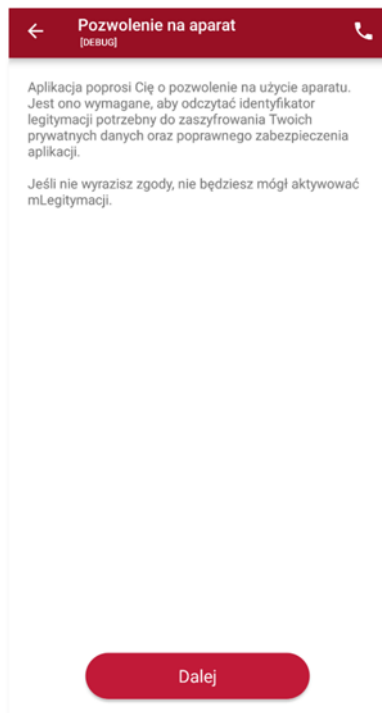 Pozwolenie na aparat
[DEBUG]
Aplikacja poprosi Cię o pozwolenie na użycie aparatu.
Jest ono wymagane, aby odczytać identyfikator
legitymacji potrzebny do zaszyfrowania Twoich
prywatnych danych oraz poprawnego zabezpieczenia
aplikacji.
Jeśli nie wyrazisz zgody, nie będziesz mógł aktywować
mLegitymacji.
Dalej